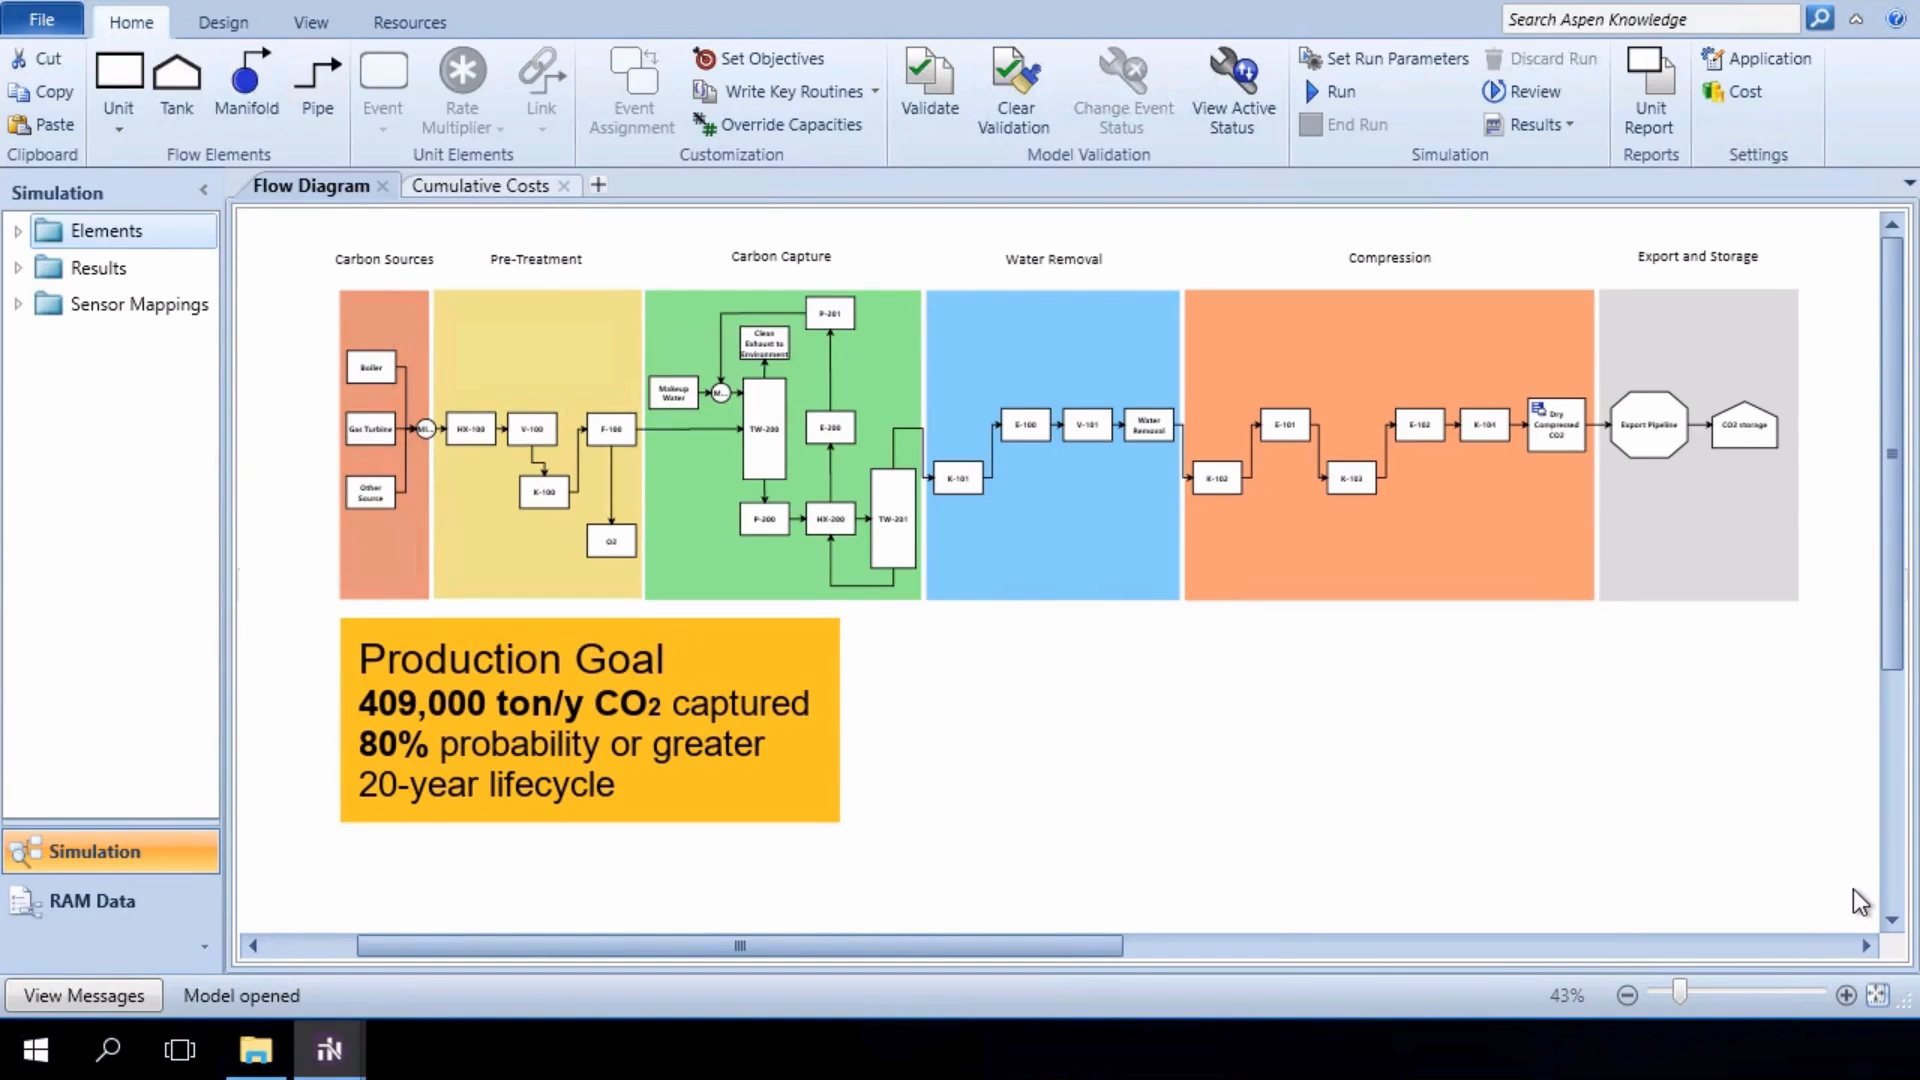 File
Home
Design
View
Resources
Search Aspen Knowledge
Cut
Copy
Paste
Clipboard
Unit
Tank
Manifold
Pipe
Flow Elements
Event
Rate
Multiplier
Link
Unit Elements
Event
Assignment
Set Objectives
Write Key Routines
Override Capacities
Customization
Validate
Clear
Validation
Change Event
Status
View Active
Status
Model Validation
Set Run Parameters
Run
End Run
Discard Run
Review
Results
Simulation
Unit
Report
Reports
Application
Cost
Settings
Simulation
Elements
Results
Sensor Mappings
Simulation
RAM Data
Flow Diagram
Cumulative Costs
Carbon Sources
Pre-Treatment
Carbon Capture
Water Removal
Compression
Export and Storage
Boiler
Gas Turbine
Other
Source
MI...
HX-100
V-100
K-100
F-100
O2
P-201
Clean
Exhaust to
Environment
Makeup
Water
M...
TW-200
E-200
P-200
HX-200
TW-201
K-101
E-100
V-101
Water
Removal
K-102
E-101
K-103
E-102
K-104
Dry
Compressed
CO2
Export Pipeline
CO2 storage
Production Goal
409,000 ton/y CO2 captured
80% probability or greater
20-year lifecycle
View Messages
Model opened
43%